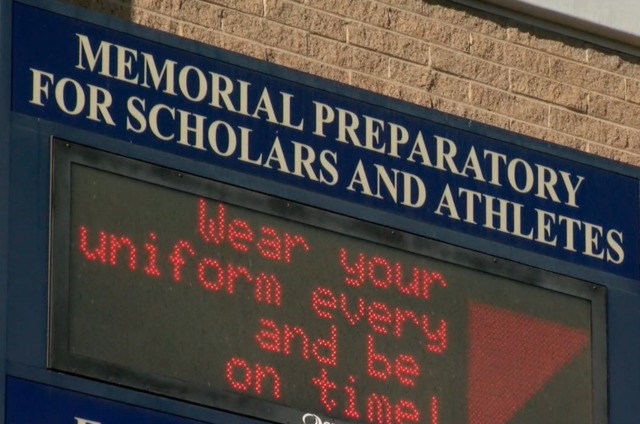 MEMORIAL PREPARATORY
FOR SCHOLARS AND ATHLETES
Wear your
uniform every
and be
on time!